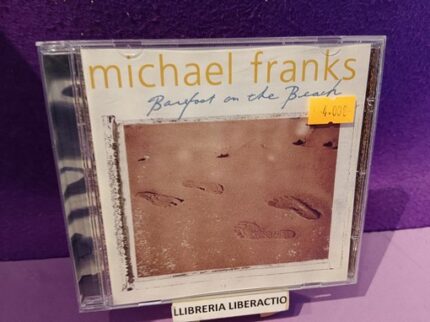 michael franks
Barefoot on the Beach
4.00€
LLIBRERIA LIBERACTIO